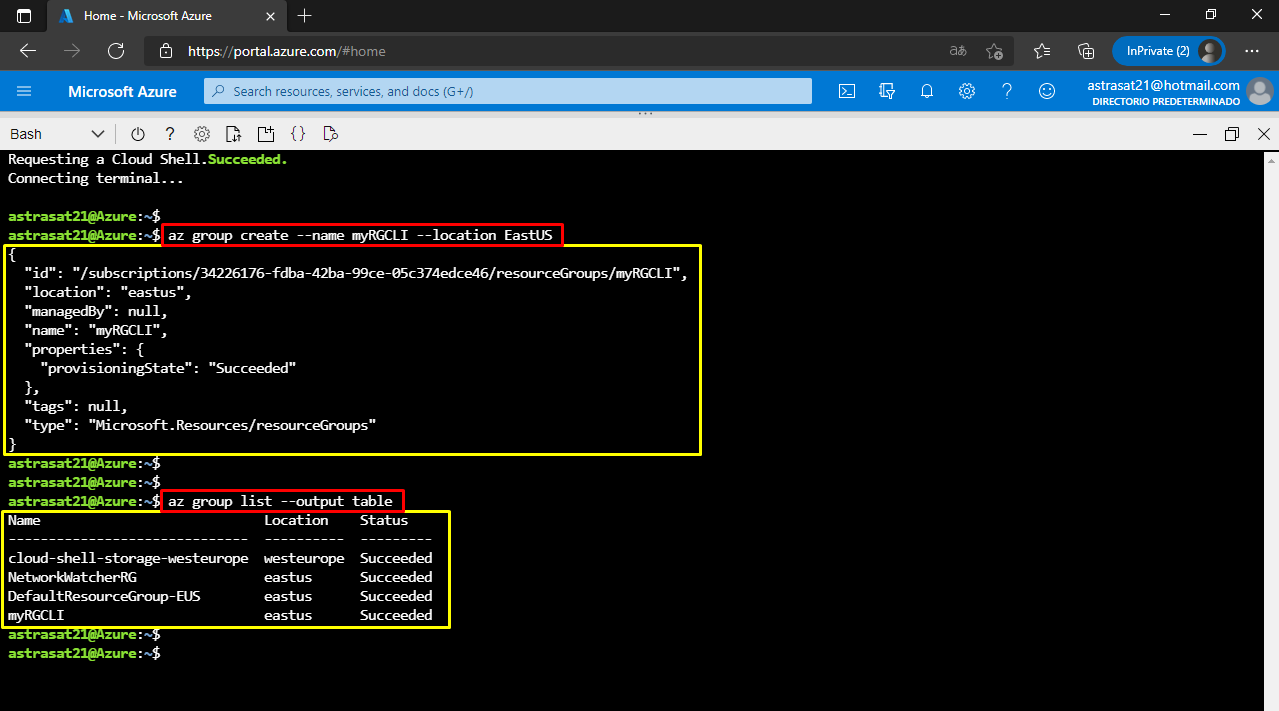 Home - Microsoft Azure
https://portal.azure.com/#home
aあ
InPrivate (2)
Microsoft Azure
Search resources, services, and docs (G+/)
astrasat21@hotmail.com
DIRECTORIO PREDETERMINADO
Bash
Requesting a Cloud Shell.Succeeded.
Connecting terminal...
astrasat21@Azure:~$
astrasat21@Azure:~$ az group create --name myRGCLI --location EastUS
{
"id": "/subscriptions/34226176-fdba-42ba-99ce-05c374edce46/resourceGroups/myRGCLI",
"location": "eastus",
"managedBy": null,
"name": "myRGCLI",
"properties": {
"provisioningState": "Succeeded"
},
"tags": null,
"type": "Microsoft.Resources/resourceGroups"
}
astrasat21@Azure:~$
astrasat21@Azure:~$
astrasat21@Azure:~$ az group list --output table
Name Location Status
------------------------------ ---------- ---------
cloud-shell-storage-westeurope westeurope Succeeded
NetworkWatcherRG eastus Succeeded
DefaultResourceGroup-EUS eastus Succeeded
myRGCLI eastus Succeeded
astrasat21@Azure:~$
astrasat21@Azure:~$